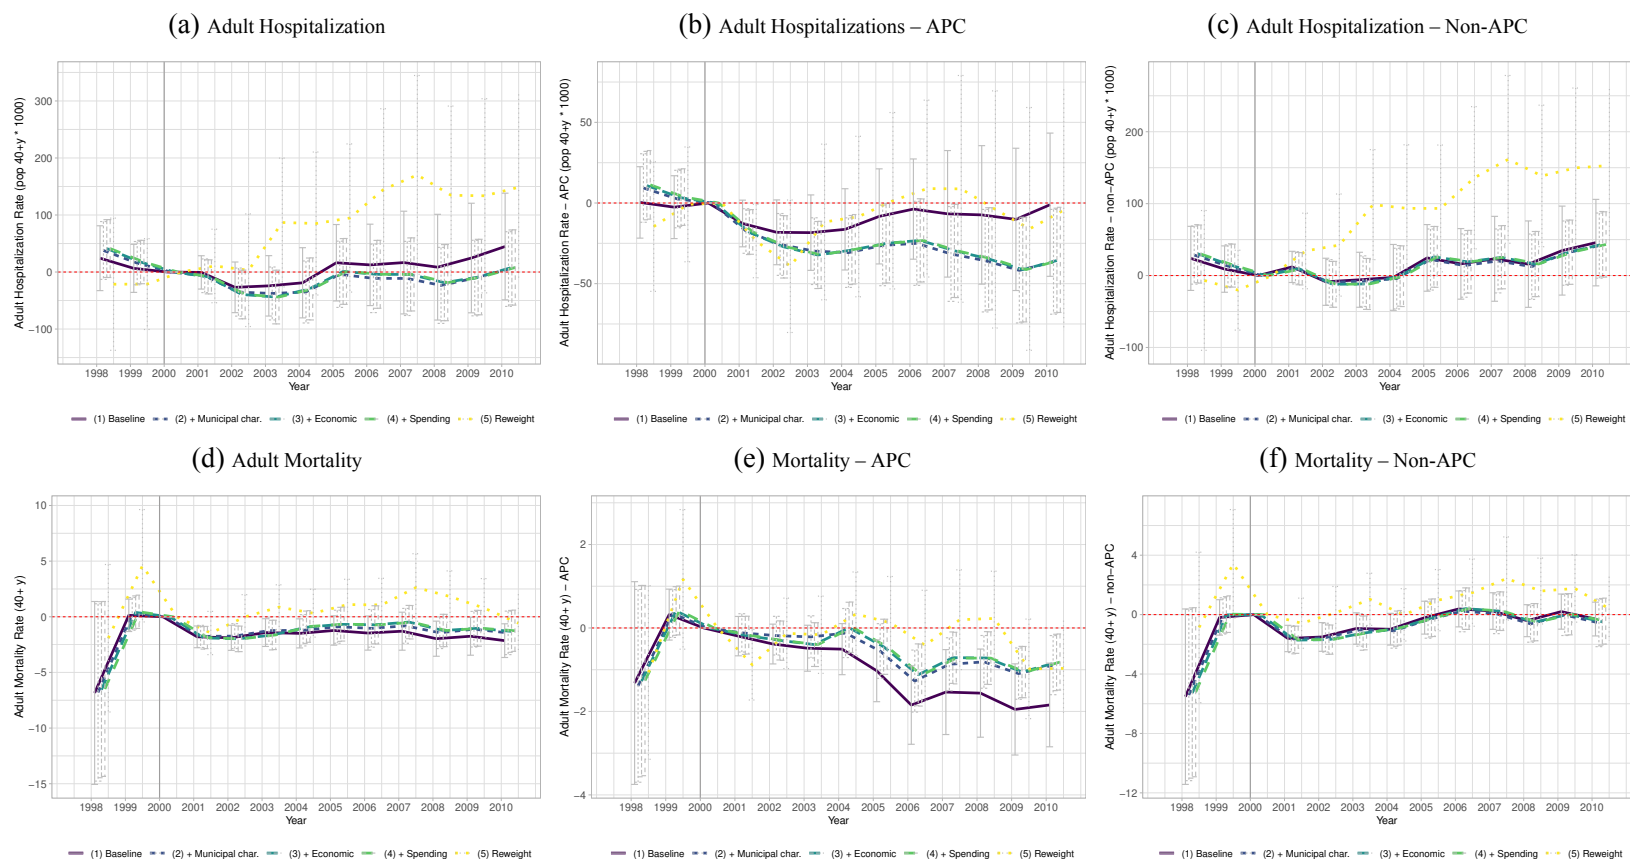 (a) Adult Hospitalization
(b) Adult Hospitalizations – APC
(c) Adult Hospitalization – Non-APC
Adult Hospitalization Rate (pop 40+y * 1000)
300
200
100
0
−100
1998 1999 2000 2001 2002 2003 2004 2005 2006 2007 2008 2009 2010
Year
(1) Baseline (2) + Municipal char. (3) + Economic (4) + Spending (5) Reweight
Adult Hospitalization Rate – APC (pop 40+y * 1000)
50
0
−50
1998 1999 2000 2001 2002 2003 2004 2005 2006 2007 2008 2009 2010
Year
(1) Baseline (2) + Municipal char. (3) + Economic (4) + Spending (5) Reweight
Adult Hospitalization Rate – non-APC (pop 40+y * 1000)
200
100
0
−100
1998 1999 2000 2001 2002 2003 2004 2005 2006 2007 2008 2009 2010
Year
(1) Baseline (2) + Municipal char. (3) + Economic (4) + Spending (5) Reweight
(d) Adult Mortality
(e) Mortality – APC
(f) Mortality – Non-APC
Adult Mortality Rate (40+ y)
10
5
0
−5
−10
−15
1998 1999 2000 2001 2002 2003 2004 2005 2006 2007 2008 2009 2010
Year
(1) Baseline (2) + Municipal char. (3) + Economic (4) + Spending (5) Reweight
Adult Mortality Rate (40+ y) – APC
2
0
−2
−4
1998 1999 2000 2001 2002 2003 2004 2005 2006 2007 2008 2009 2010
Year
(1) Baseline (2) + Municipal char. (3) + Economic (4) + Spending (5) Reweight
Adult Mortality Rate (40+ y) – non-APC
4
0
−4
−8
−12
1998 1999 2000 2001 2002 2003 2004 2005 2006 2007 2008 2009 2010
Year
(1) Baseline (2) + Municipal char. (3) + Economic (4) + Spending (5) Reweight